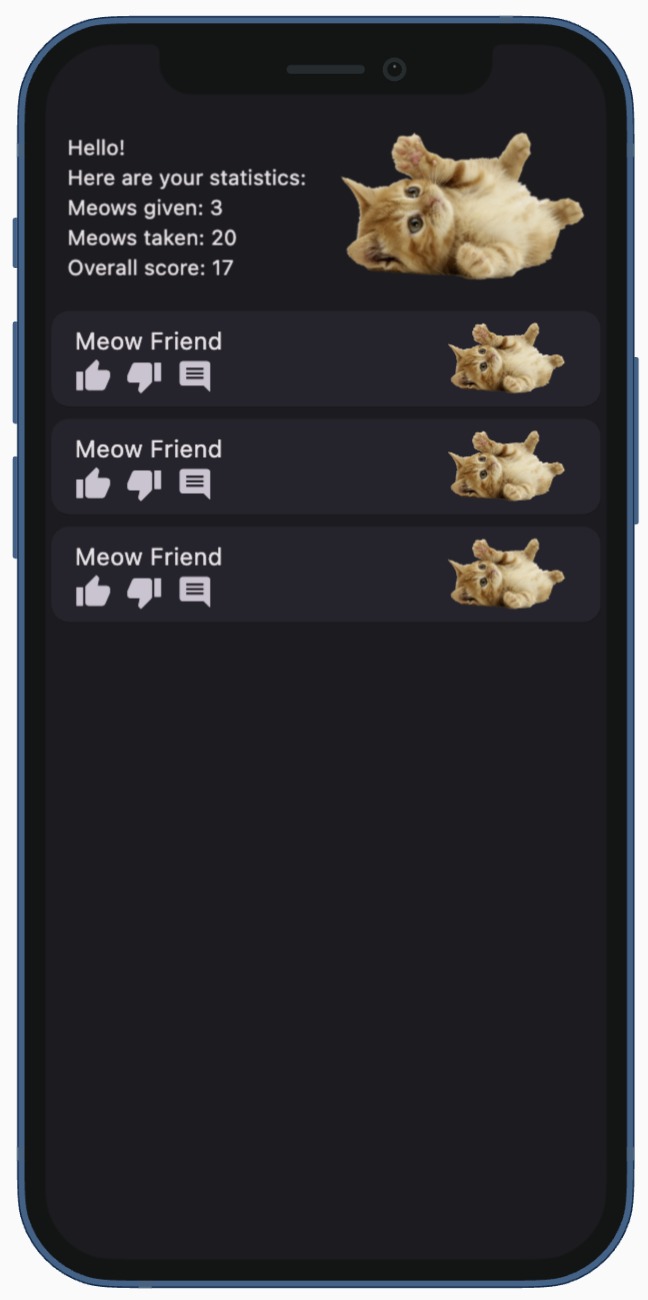 Hello!
Here are your statistics:
Meows given: 3
Meows taken: 20
Overall score: 17
Meow Friend
Meow Friend
Meow Friend